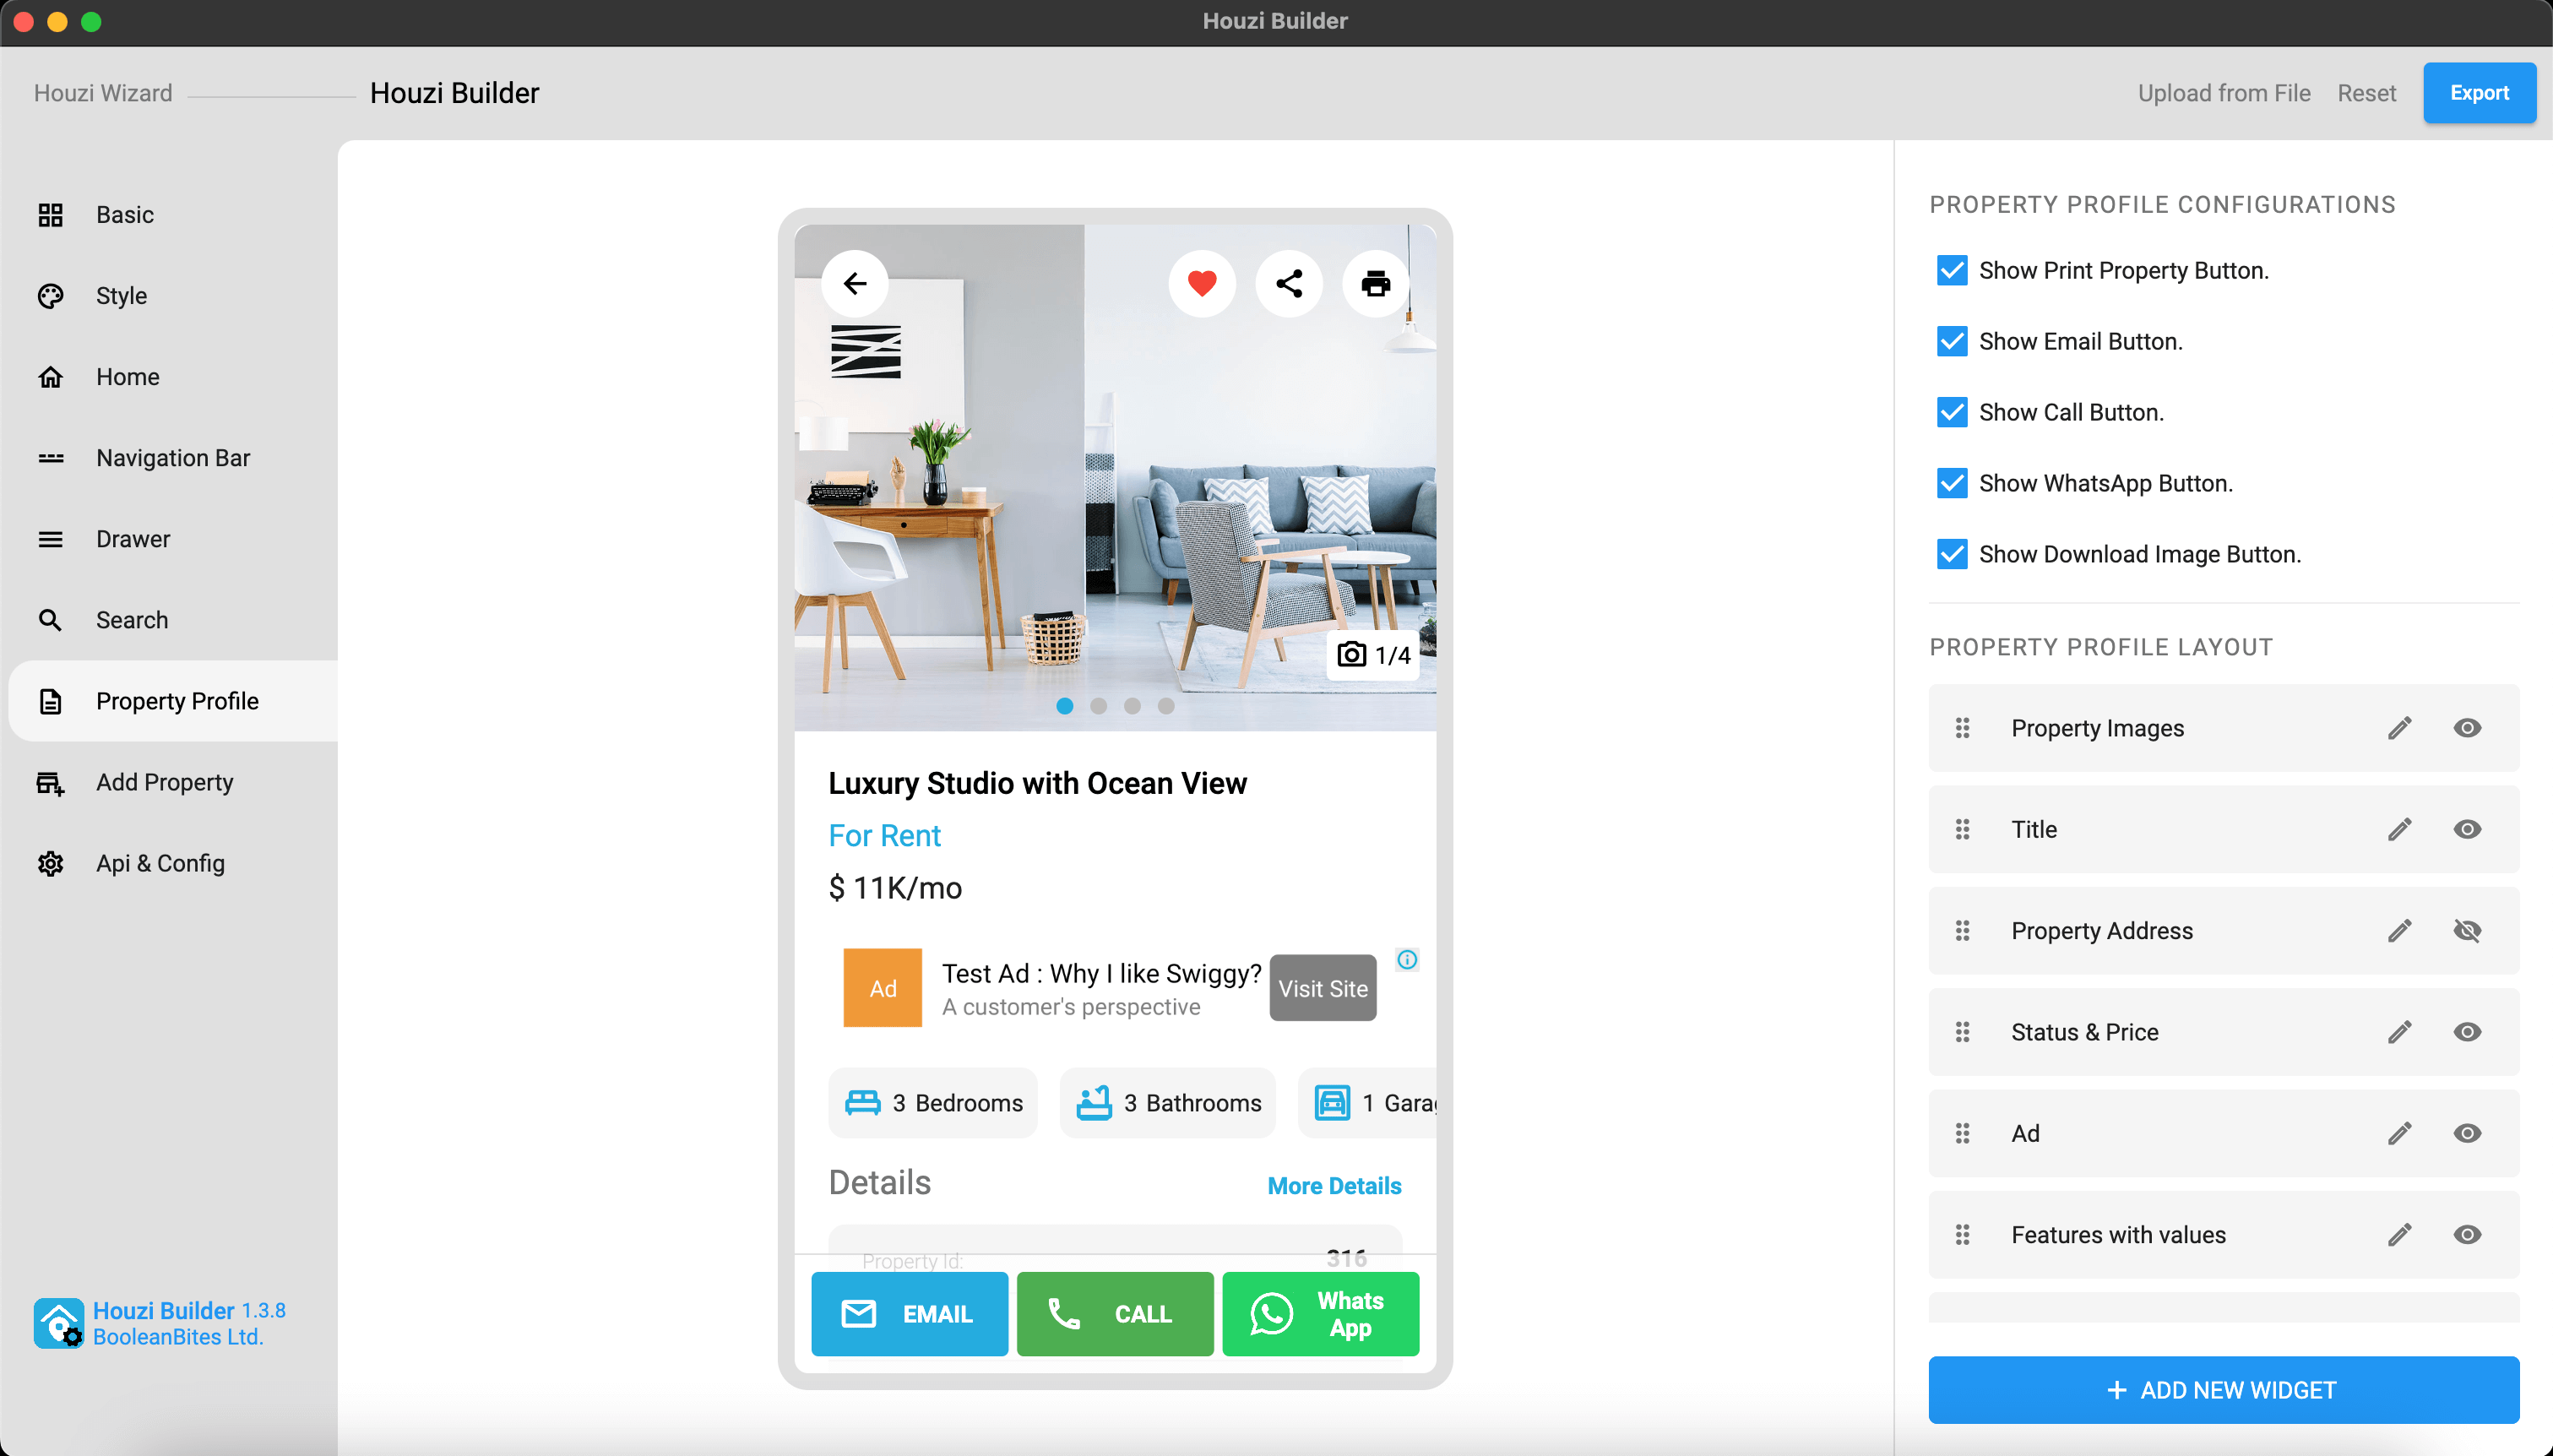 Houzi Builder
Houzi Wizard
Houzi Builder
Upload from File
Reset
Export
Basic
Style
Home
Navigation Bar
Drawer
Search
Property Profile
Add Property
Api & Config
Houzi Builder 1.3.8
BooleanBites Ltd.
1/4
Luxury Studio with Ocean View
For Rent
$ 11K/mo
Ad
Test Ad : Why I like Swiggy?
A customer's perspective
Visit Site
3 Bedrooms
3 Bathrooms
1 Garag
Details
More Details
Property Id:
316
EMAIL
CALL
Whats
App
PROPERTY PROFILE CONFIGURATIONS
Show Print Property Button.
Show Email Button.
Show Call Button.
Show WhatsApp Button.
Show Download Image Button.
PROPERTY PROFILE LAYOUT
Property Images
Title
Property Address
Status & Price
Ad
Features with values
+ ADD NEW WIDGET